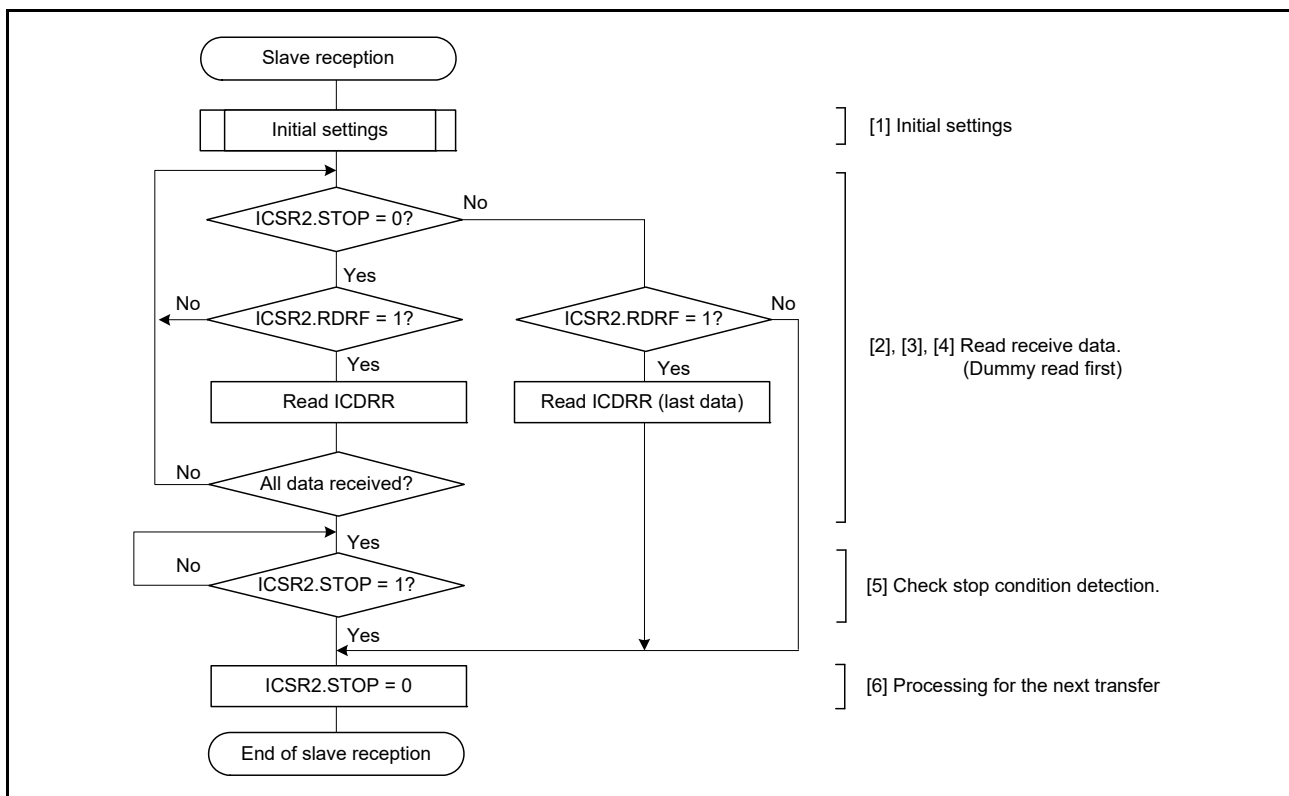 Slave reception
Initial settings
[1] Initial settings
ICSR2.STOP = 0?
No
Yes
No
ICSR2.RDRF = 1?
ICSR2.RDRF = 1?
No
Yes
Yes
[2], [3], [4] Read receive data.
(Dummy read first)
Read ICDRR
Read ICDRR (last data)
No
All data received?
Yes
No
ICSR2.STOP = 1?
[5] Check stop condition detection.
Yes
ICSR2.STOP = 0
[6] Processing for the next transfer
End of slave reception